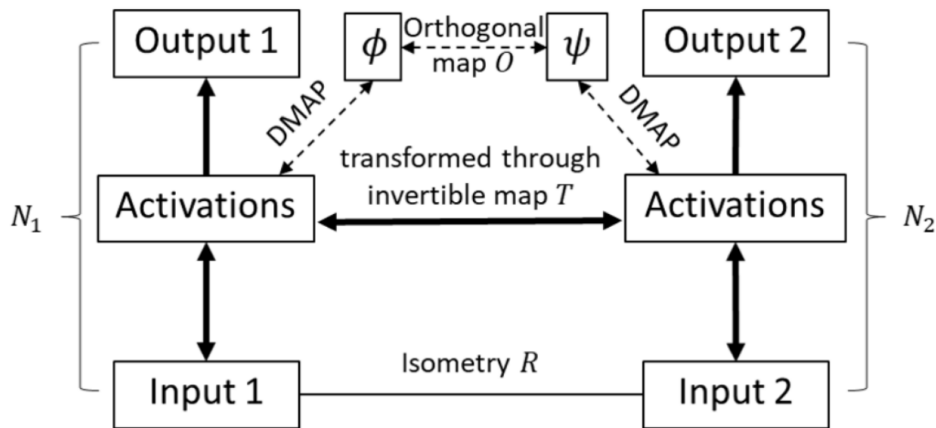 Output 1
ϕ
Orthogonal
map O
ψ
Output 2
DMAP
DMAP
transformed through
invertible map T
Activations
Activations
N₁
N₂
Isometry R
Input 1
Input 2